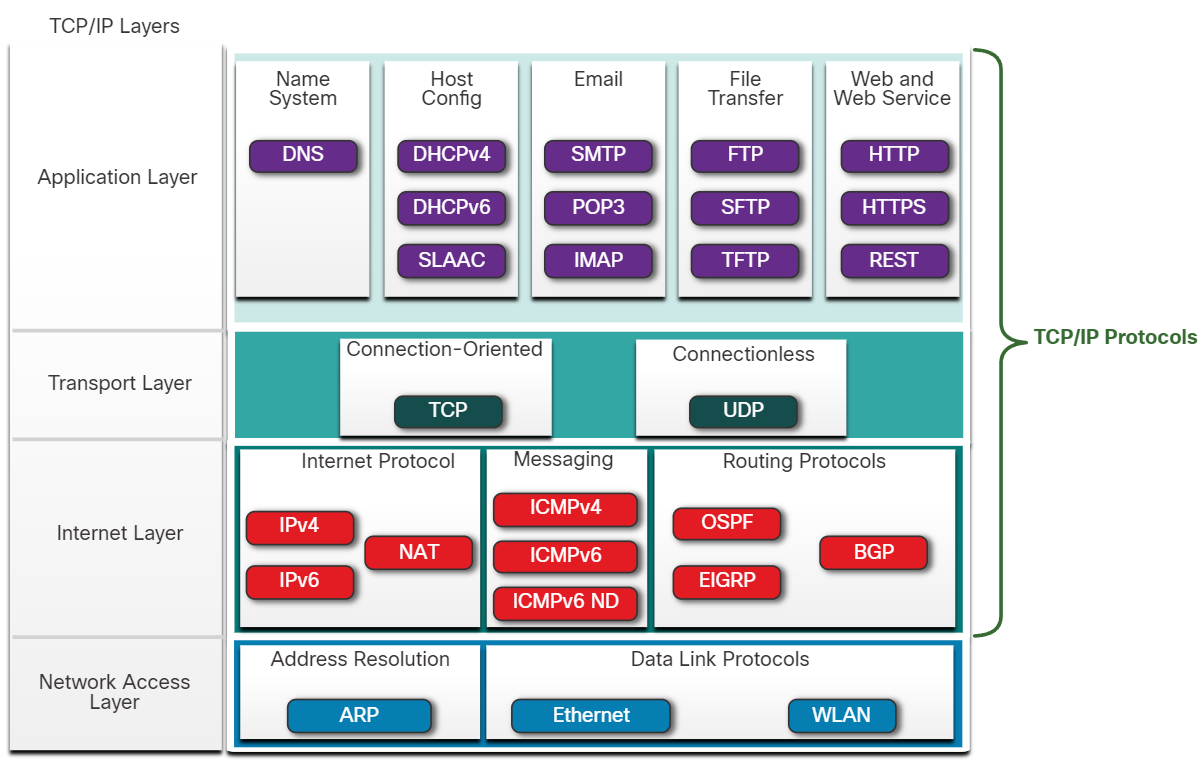 TCP/IP Layers
Application Layer
Name
System
DNS
Host
Config
DHCPv4
DHCPv6
SLAAC
Email
SMTP
POP3
IMAP
File
Transfer
FTP
SFTP
TFTP
Web and
Web Service
HTTP
HTTPS
REST
TCP/IP Protocols
Transport Layer
Connection-Oriented
TCP
Connectionless
UDP
Internet Layer
Internet Protocol
IPv4
IPv6
NAT
Messaging
ICMPv4
ICMPv6
ICMPv6 ND
Routing Protocols
OSPF
EIGRP
BGP
Network Access
Layer
Address Resolution
ARP
Data Link Protocols
Ethernet
WLAN